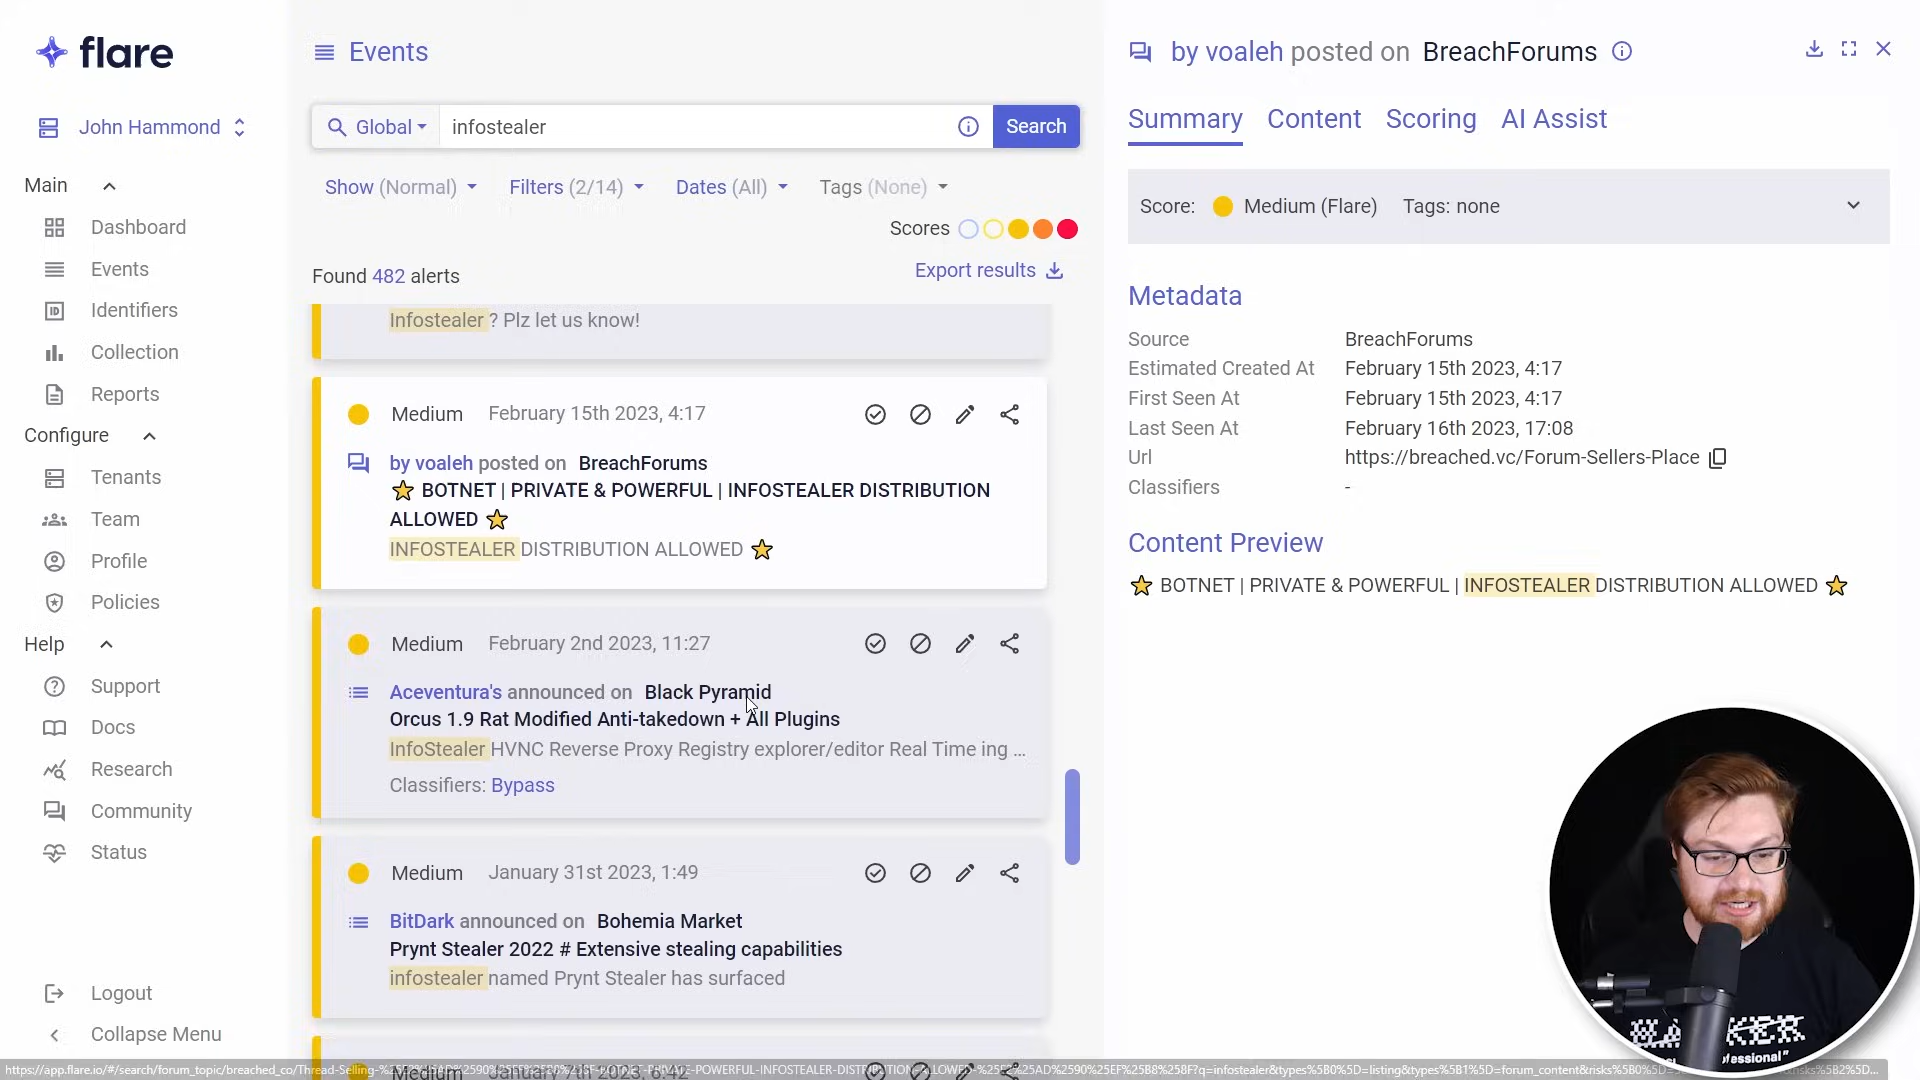 flare
John Hammond
Main
Dashboard
Events
Identifiers
Collection
Reports
Configure
Tenants
Team
Profile
Policies
Help
Support
Docs
Research
Community
Status
Logout
Collapse Menu
Events
Global infostealer Search
Show (Normal) Filters (2/14) Dates (All) Tags (None)
Scores
Found 482 alerts
Export results
Infostealer ? Plz let us know!
Medium February 15th 2023, 4:17
by voaleh posted on BreachForums
⭐ BOTNET | PRIVATE & POWERFUL | INFOSTEALER DISTRIBUTION
ALLOWED ⭐
INFOSTEALER DISTRIBUTION ALLOWED ⭐
Medium February 2nd 2023, 11:27
Aceventura's announced on Black Pyramid
Orcus 1.9 Rat Modified Anti-takedown + All Plugins
InfoStealer HVNC Reverse Proxy Registry explorer/editor Real Time ing ...
Classifiers: Bypass
Medium January 31st 2023, 1:49
BitDark announced on Bohemia Market
Prynt Stealer 2022 # Extensive stealing capabilities
infostealer named Prynt Stealer has surfaced
by voaleh posted on BreachForums
Summary Content Scoring AI Assist
Score: Medium (Flare) Tags: none
Metadata
Source BreachForums
Estimated Created At February 15th 2023, 4:17
First Seen At February 15th 2023, 4:17
Last Seen At February 16th 2023, 17:08
Url https://breached.vc/Forum-Sellers-Place
Classifiers -
Content Preview
⭐ BOTNET | PRIVATE & POWERFUL | INFOSTEALER DISTRIBUTION ALLOWED ⭐